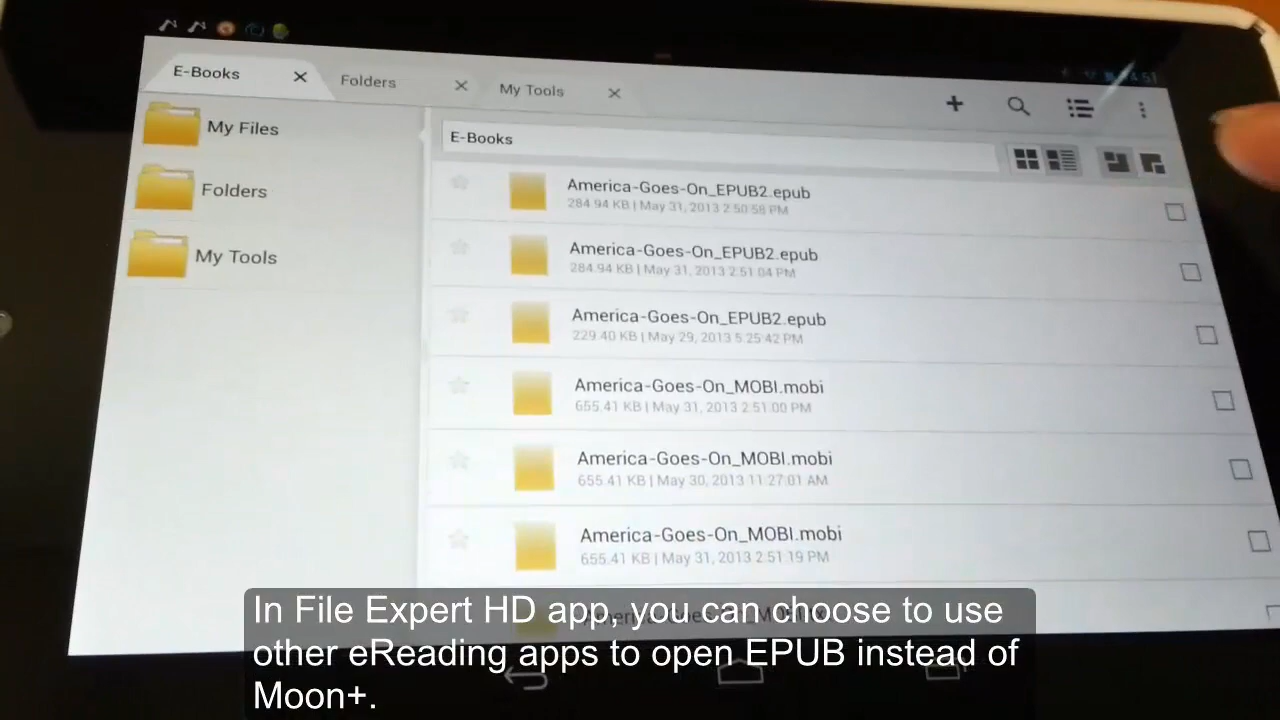 E-Books
Folders
My Tools
My Files
Folders
My Tools
E-Books
America-Goes-On_EPUB2.epub
284.94 KB | May 31, 2013 2:50:58 PM
America-Goes-On_EPUB2.epub
284.94 KB | May 31, 2013 2:51:04 PM
America-Goes-On_EPUB2.epub
229.40 KB | May 29, 2013 5:25:42 PM
America-Goes-On_MOBI.mobi
655.41 KB | May 31, 2013 2:51:00 PM
America-Goes-On_MOBI.mobi
655.41 KB | May 30, 2013 11:27:01 AM
America-Goes-On_MOBI.mobi
655.41 KB | May 31, 2013 2:51:19 PM
In File Expert HD app, you can choose to use
other eReading apps to open EPUB instead of
Moon+.